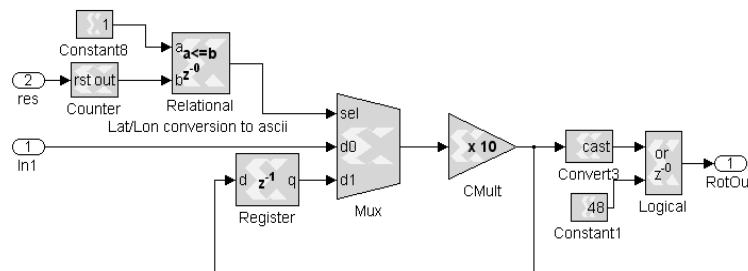 1
Constant8
a
a<=b
b
z-0
Relational
2
res
rst out
Counter
Lat/Lon conversion to ascii
sel
1
In1
d0
d
z-1
q
d1
Register
Mux
x 10
CMult
cast
Convert3
or
z-0
Logical
1
RotOu
48
Constant1